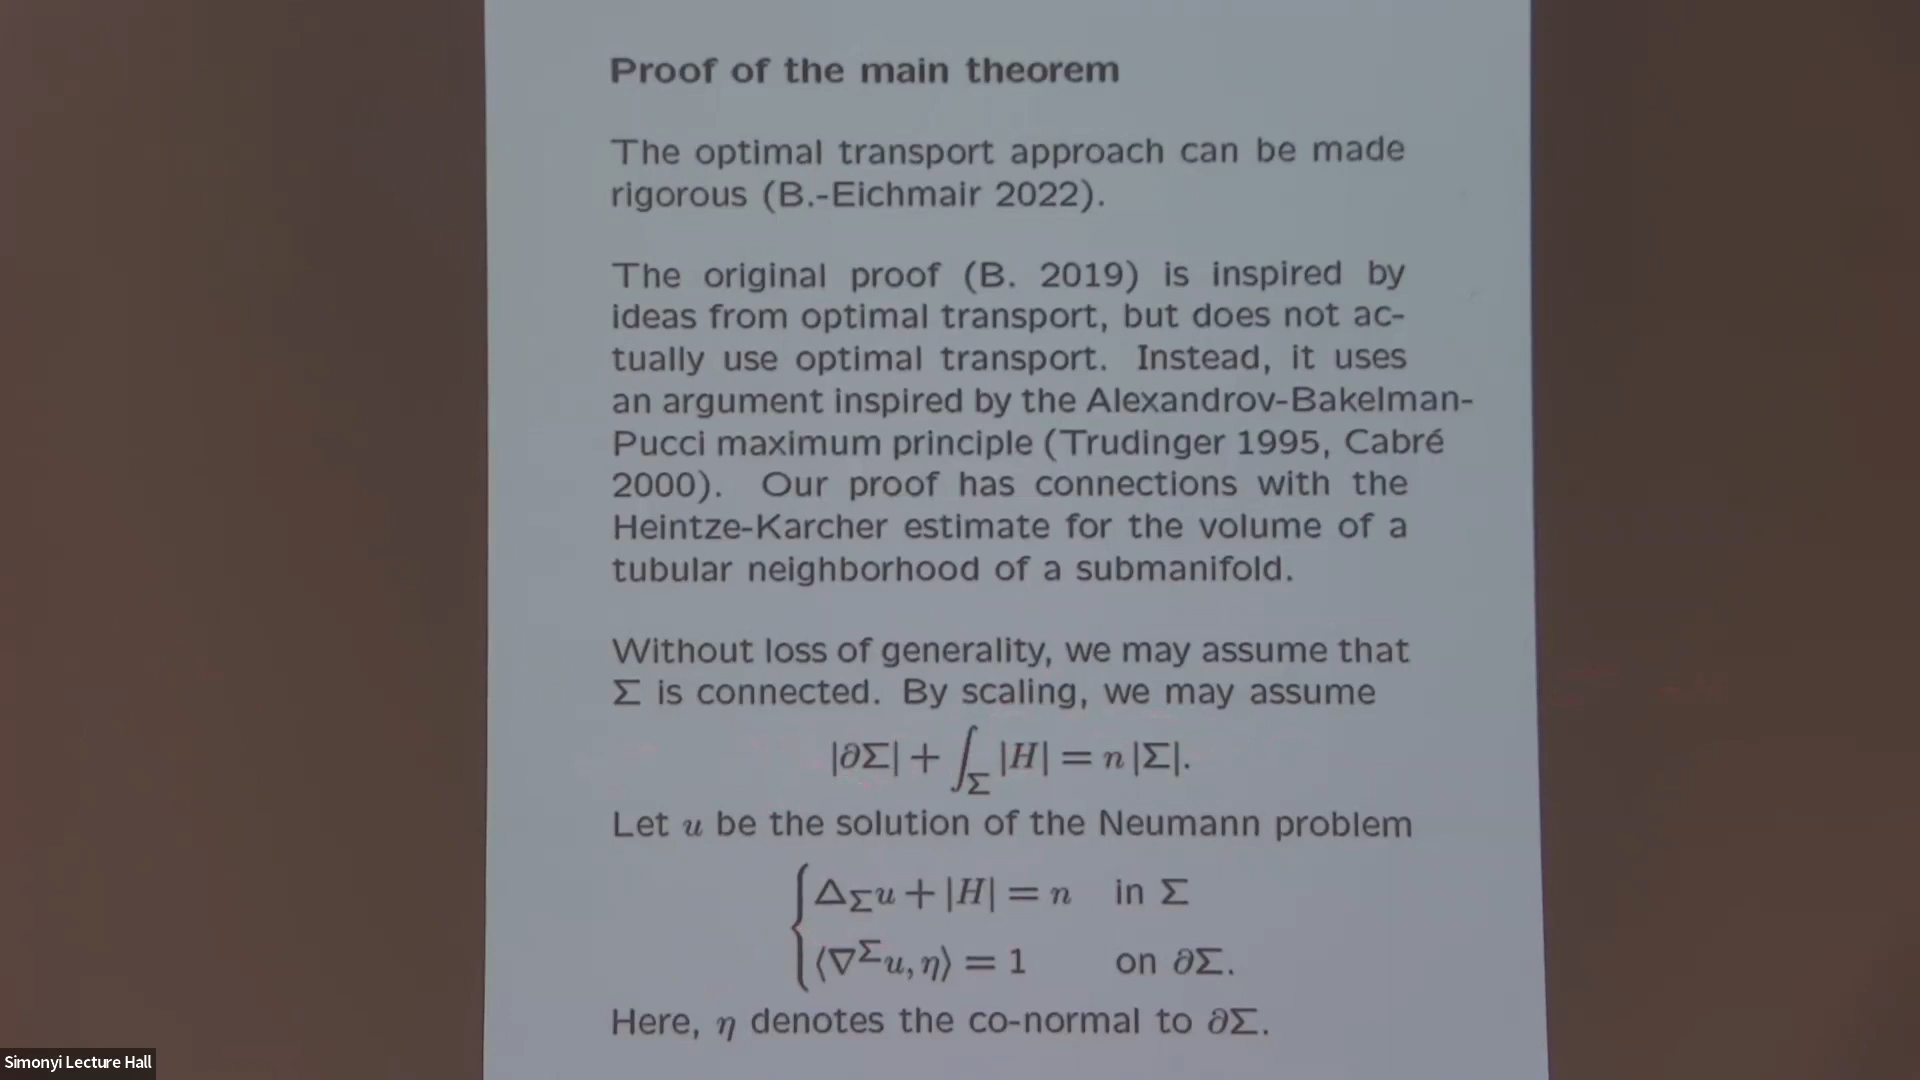 Proof of the main theorem
The optimal transport approach can be made
rigorous (B.-Eichmair 2022).
The original proof (B. 2019) is inspired by
ideas from optimal transport, but does not ac-
tually use optimal transport. Instead, it uses
an argument inspired by the Alexandrov-Bakelman-
Pucci maximum principle (Trudinger 1995, Cabré
2000). Our proof has connections with the
Heintze-Karcher estimate for the volume of a
tubular neighborhood of a submanifold.
Without loss of generality, we may assume that
Σ is connected. By scaling, we may assume
|∂Σ| + ∫_Σ |H| = n |Σ|.
Let u be the solution of the Neumann problem
{ Δ_Σ u + |H| = n in Σ
⟨∇^Σ u, η⟩ = 1 on ∂Σ.
Here, η denotes the co-normal to ∂Σ.
Simonyi Lecture Hall